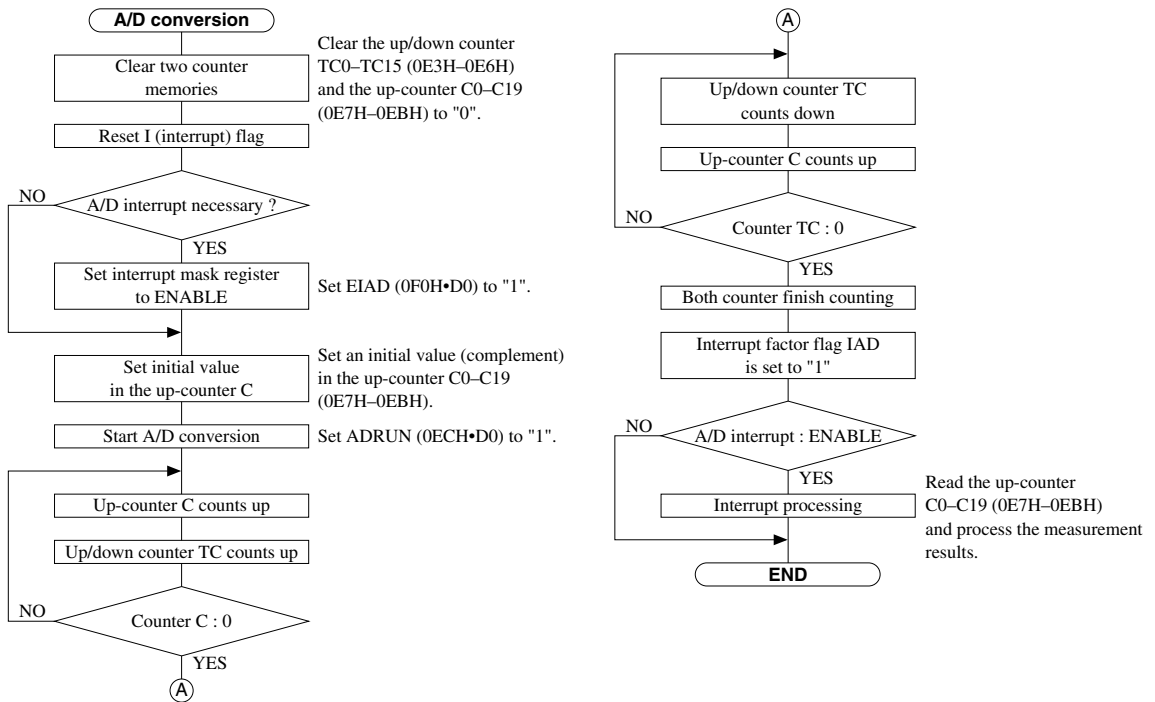 A/D conversion
Clear two counter
memories
Clear the up/down counter
TC0–TC15 (0E3H–0E6H)
and the up-counter C0–C19
(0E7H–0EBH) to "0".
Reset I (interrupt) flag
A/D interrupt necessary ?
NO
YES
Set interrupt mask register
to ENABLE
Set EIAD (0F0H•D0) to "1".
Set initial value
in the up-counter C
Set an initial value (complement)
in the up-counter C0–C19
(0E7H–0EBH).
Start A/D conversion
Set ADRUN (0ECH•D0) to "1".
Up-counter C counts up
Up/down counter TC counts up
Counter C : 0
NO
YES
A
A
Up/down counter TC
counts down
Up-counter C counts up
Counter TC : 0
NO
YES
Both counter finish counting
Interrupt factor flag IAD
is set to "1"
A/D interrupt : ENABLE
NO
YES
Interrupt processing
Read the up-counter
C0–C19 (0E7H–0EBH)
and process the measurement
results.
END